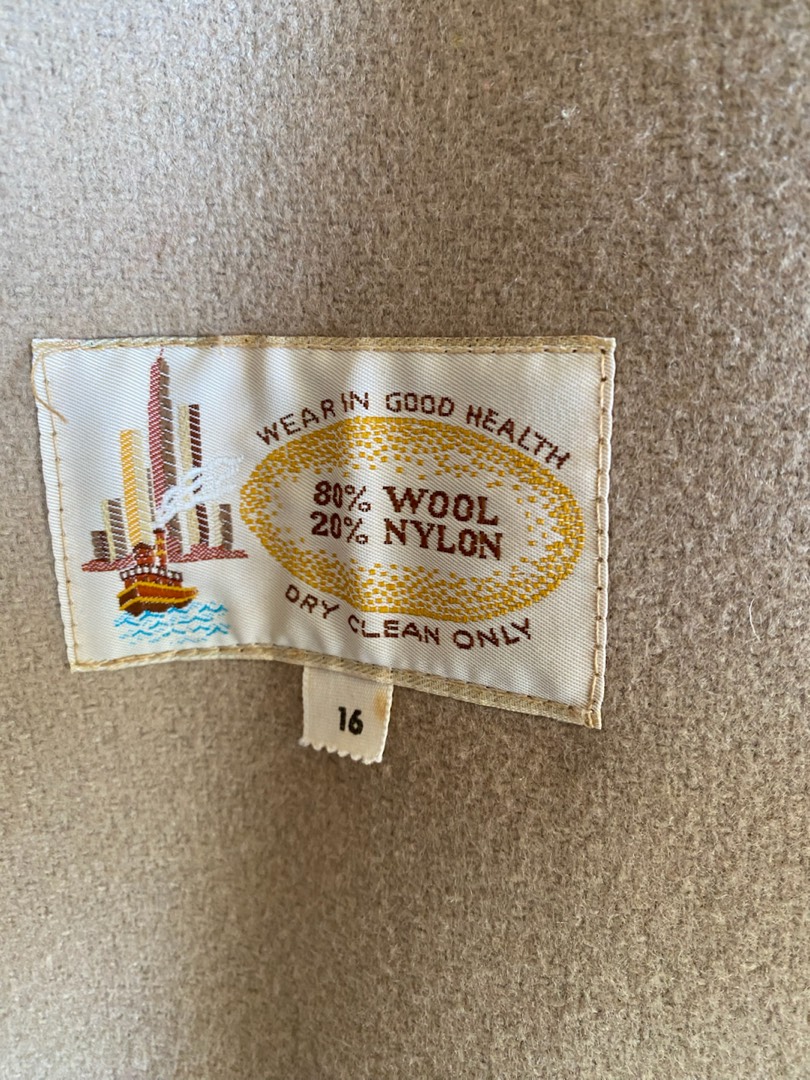 WEAR IN GOOD HEALTH
80% WOOL
20% NYLON
DRY CLEAN ONLY
16